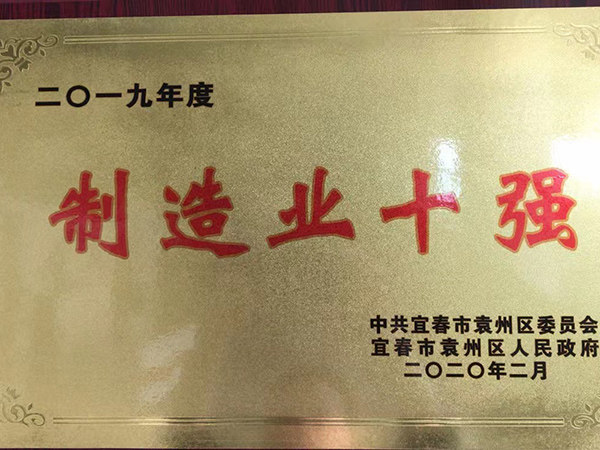 二〇一九年度
制造业十强
中共宜春市袁州区委员会
宜春市袁州区人民政府
二〇二〇年二月